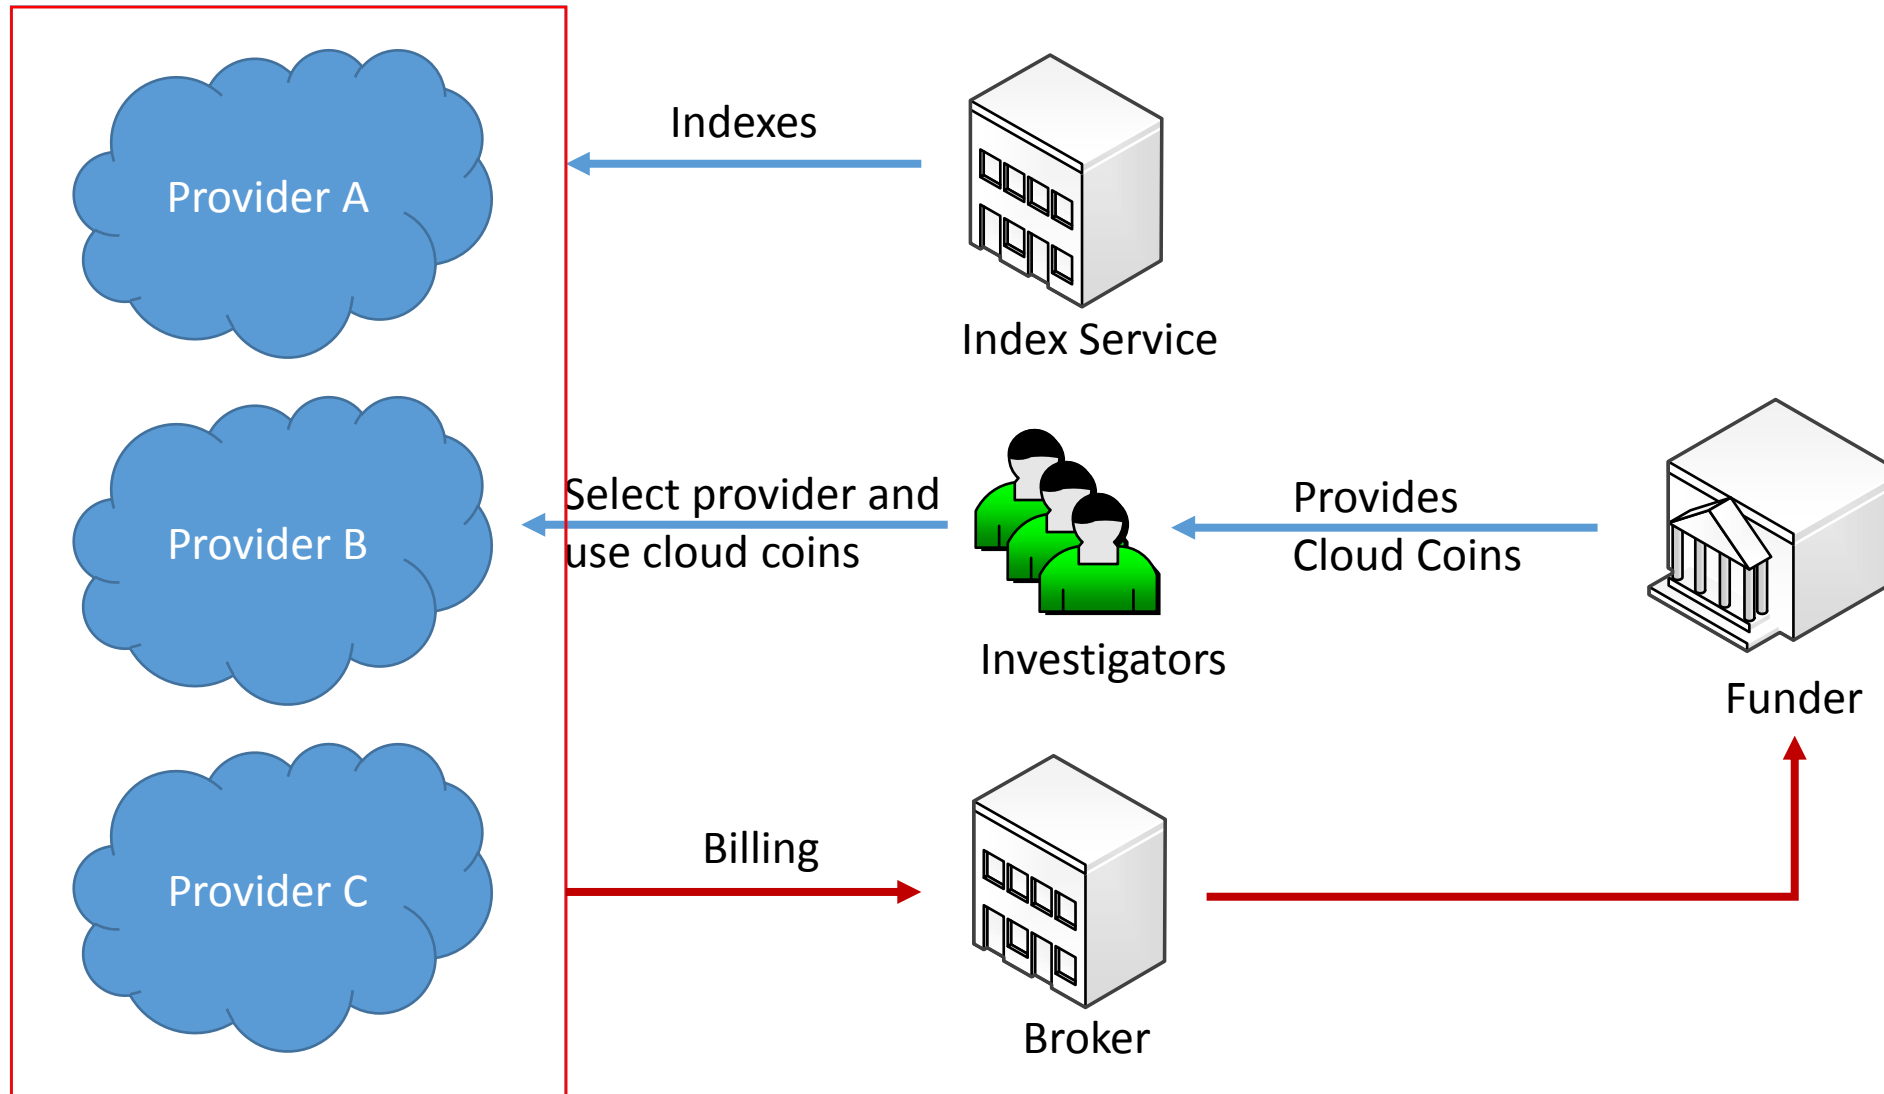 Provider A
Indexes
Index Service
Provider B
Select provider and
use cloud coins
Investigators
Provides
Cloud Coins
Funder
Provider C
Billing
Broker